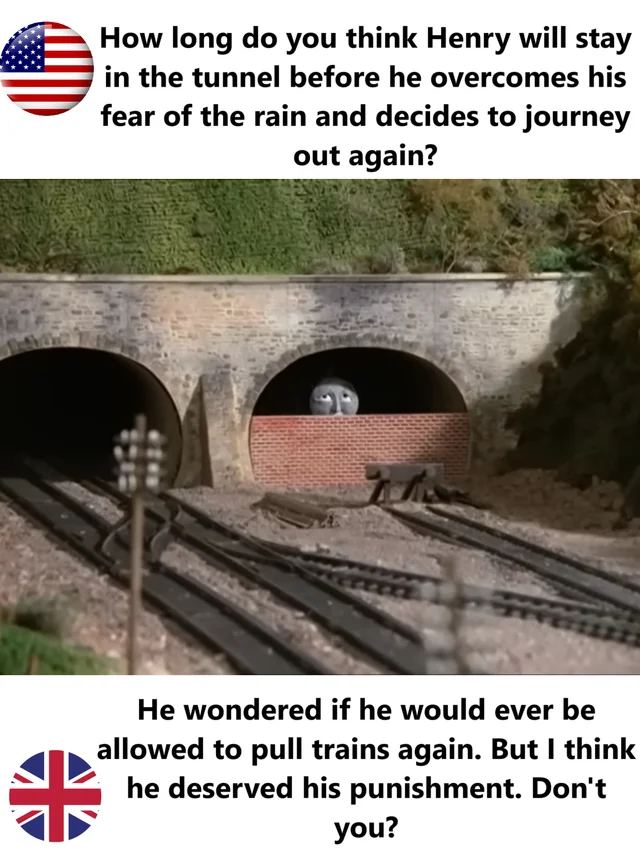 How long do you think Henry will stay
in the tunnel before he overcomes his
fear of the rain and decides to journey
out again?
He wondered if he would ever be
allowed to pull trains again. But I think
he deserved his punishment. Don't
you?